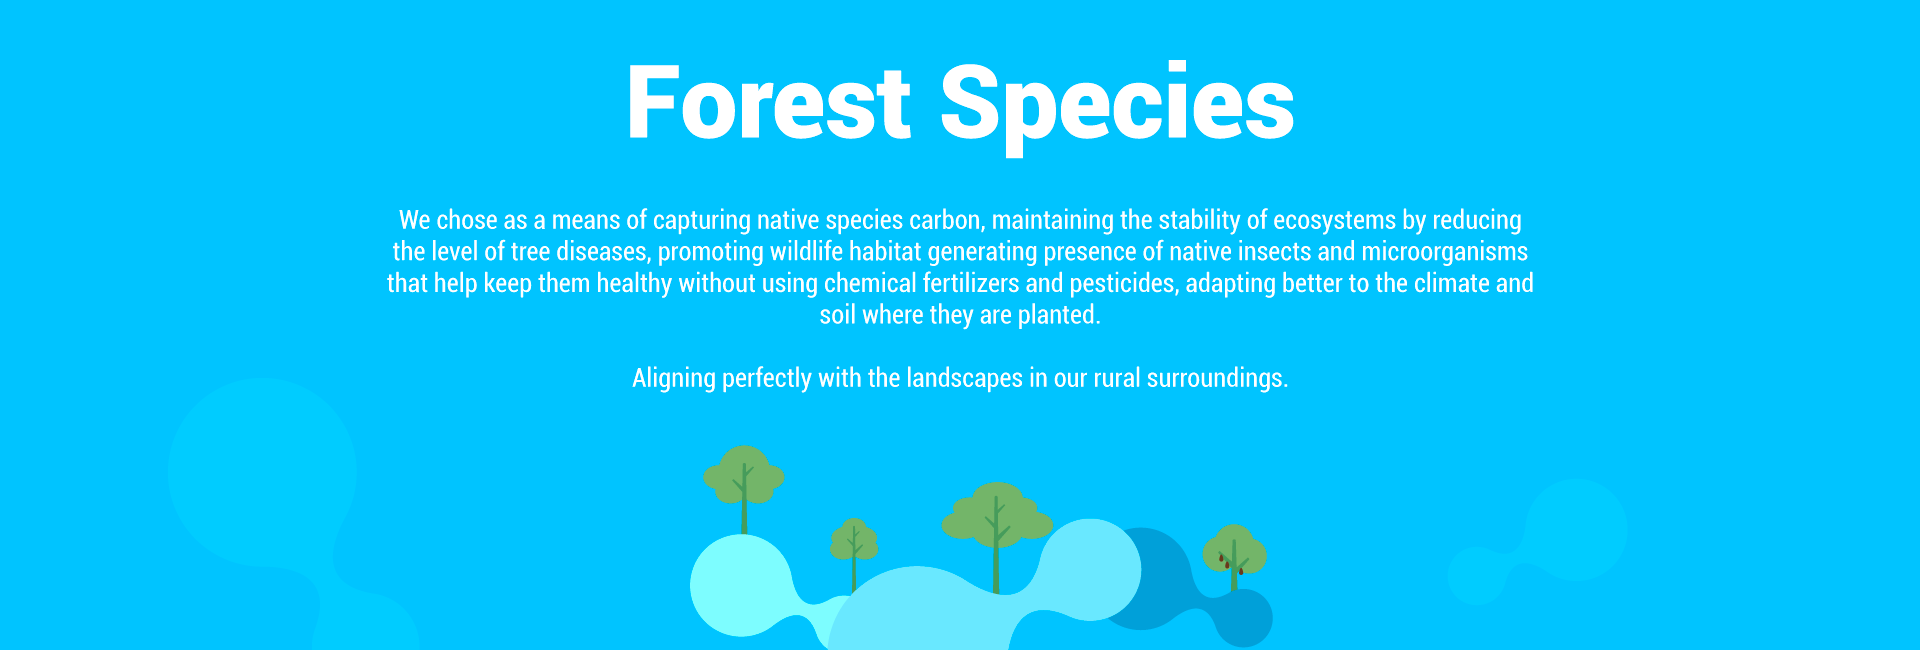 Forest Species
We chose as a means of capturing native species carbon, maintaining the stability of ecosystems by reducing
the level of tree diseases, promoting wildlife habitat generating presence of native insects and microorganisms
that help keep them healthy without using chemical fertilizers and pesticides, adapting better to the climate and
soil where they are planted.
Aligning perfectly with the landscapes in our rural surroundings.